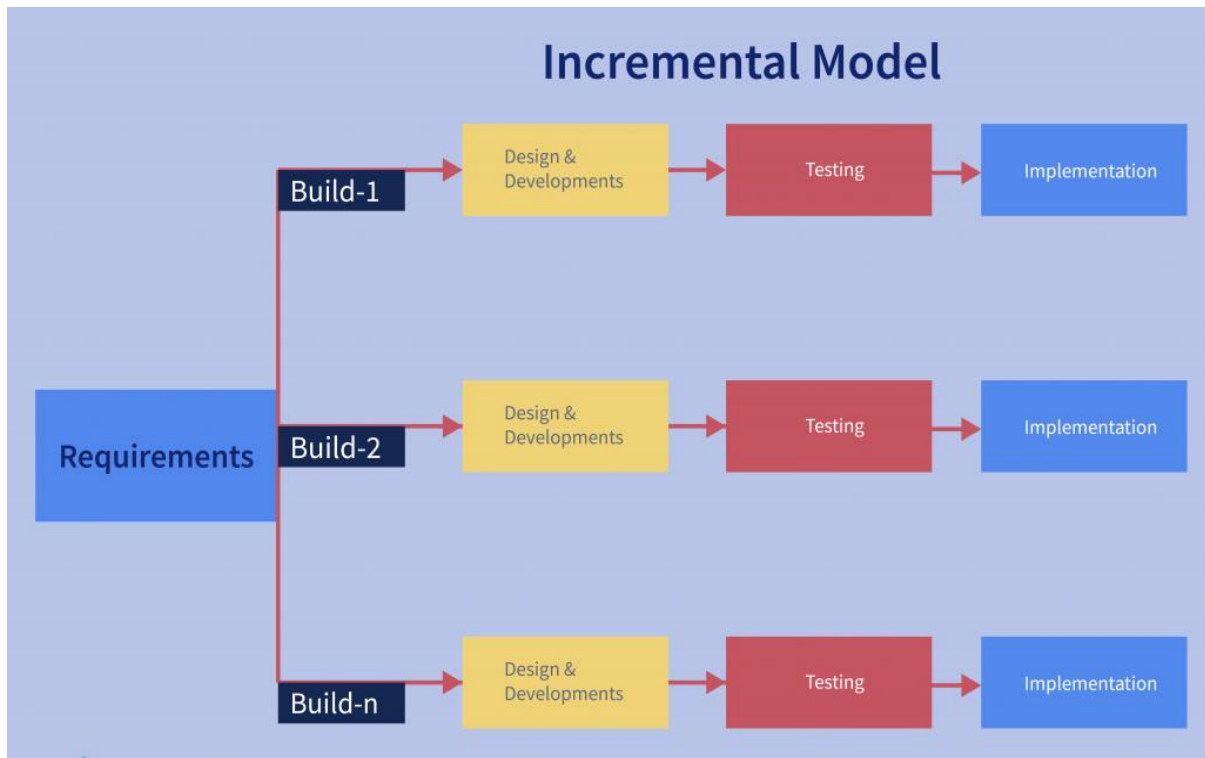 Incremental Model
Build-1
Design &
Developments
Testing
Implementation
Requirements
Build-2
Design &
Developments
Testing
Implementation
Build-n
Design &
Developments
Testing
Implementation